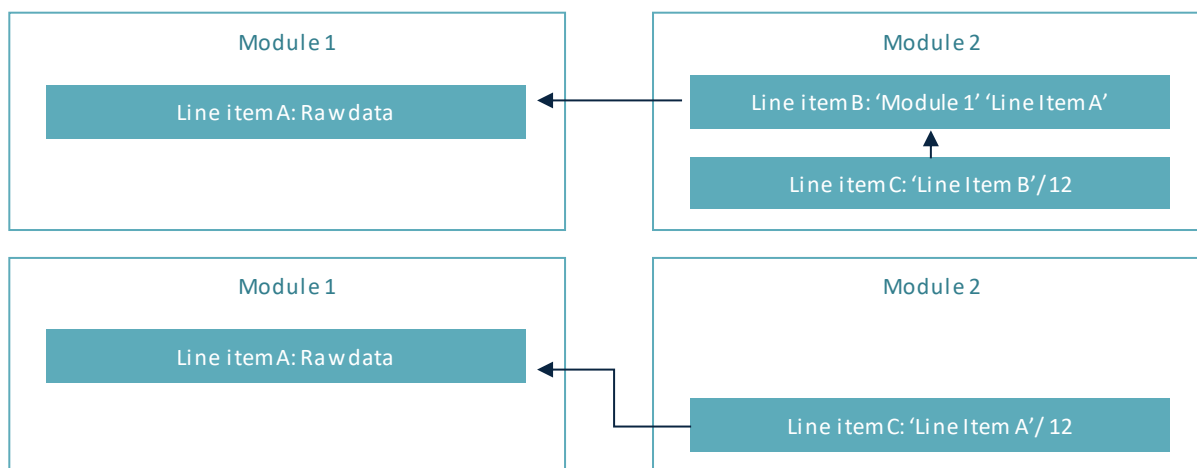 Module 1
Module 2
Line item A: Raw data
Line item B: ‘Module 1’ ‘Line Item A’
Line item C: ‘Line Item B’/12
Module 1
Module 2
Line item A: Raw data
Line item C: ‘Line Item A’/12